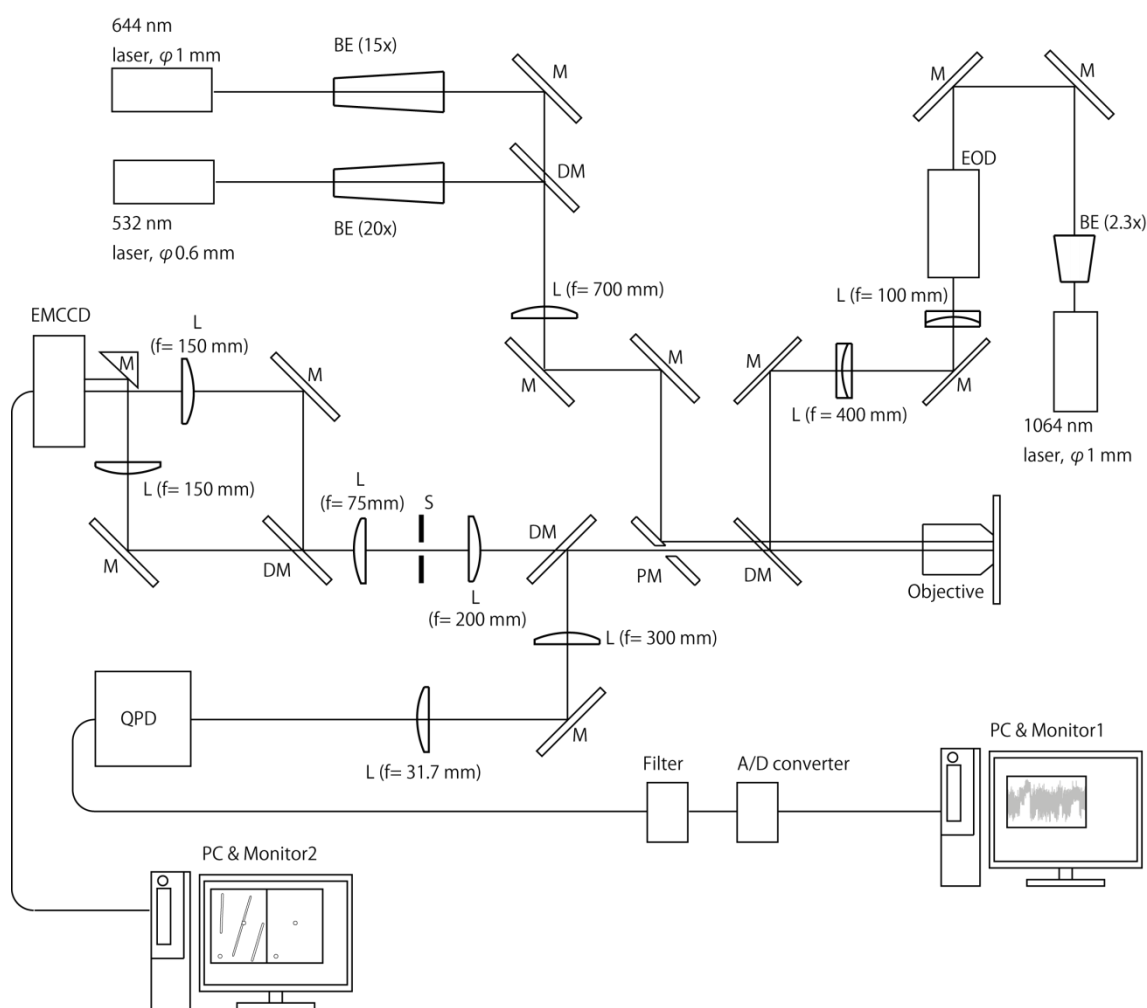 644 nm
laser, φ1 mm
BE (15x)
M
M
M
DM
EOD
532 nm
laser, φ0.6 mm
BE (20x)
BE (2.3x)
L (f= 700 mm)
L (f= 100 mm)
EMCCD
L
(f= 150 mm)
M
M
M
M
M
M
L (f = 400 mm)
1064 nm
laser, φ1 mm
L (f= 150 mm)
L
(f= 75mm)
S
DM
M
DM
L
(f= 200 mm)
PM
DM
Objective
L (f= 300 mm)
QPD
M
L (f= 31.7 mm)
Filter
A/D converter
PC & Monitor1
PC & Monitor2